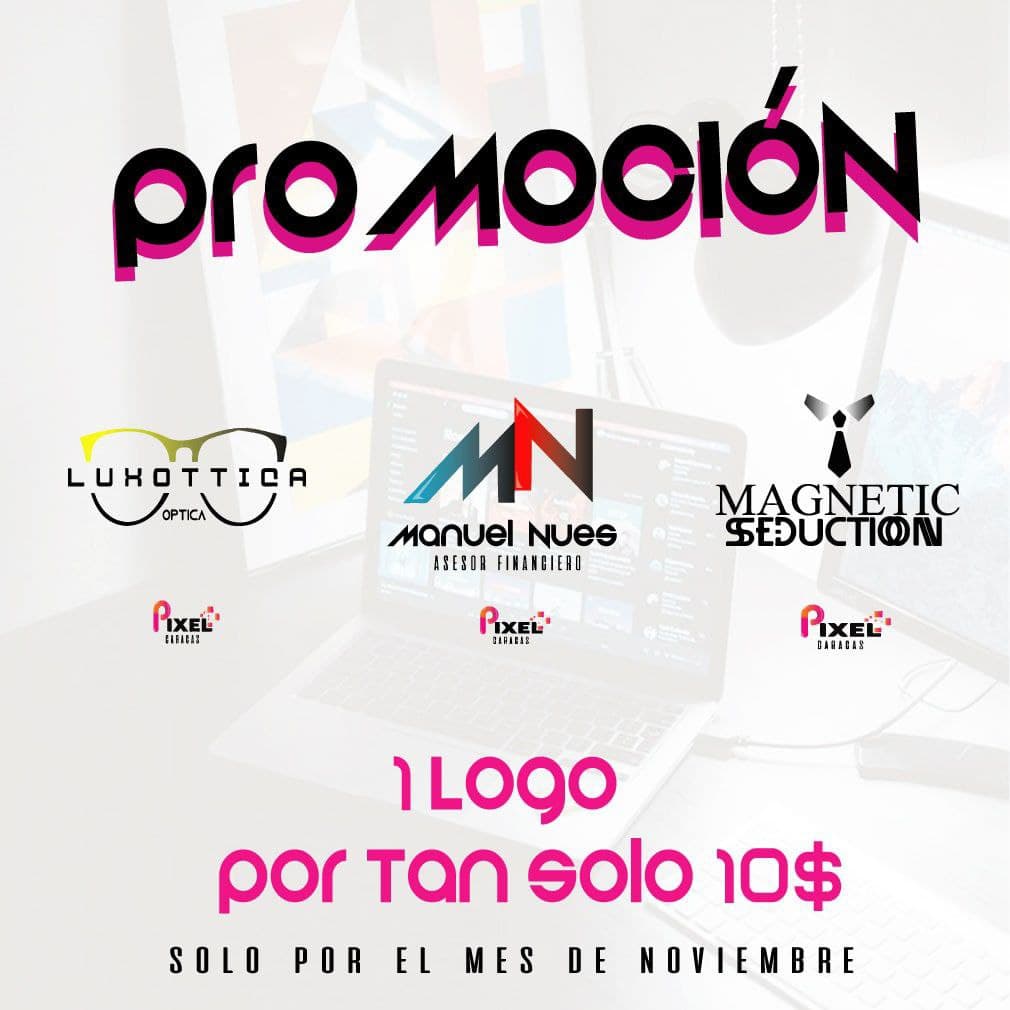 Promoción
LUXOTTICA
OPTICA
MN
Manuel Nues
ASESOR FINANCIERO
MAGNETIC
SEDUCTION
PIXEL
CARACAS
PIXEL
CARACAS
PIXEL
CARACAS
1 Logo
por tan solo 10$
SOLO POR EL MES DE NOVIEMBRE